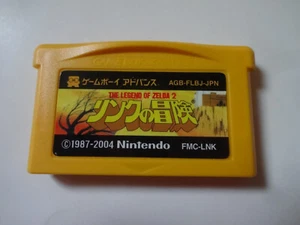 ゲームボーイ アドバンス AGB-FLBJ-JPN
THE LEGEND OF ZELDA 2
リンクの冒険
©1987-2004 Nintendo FMC-LNK